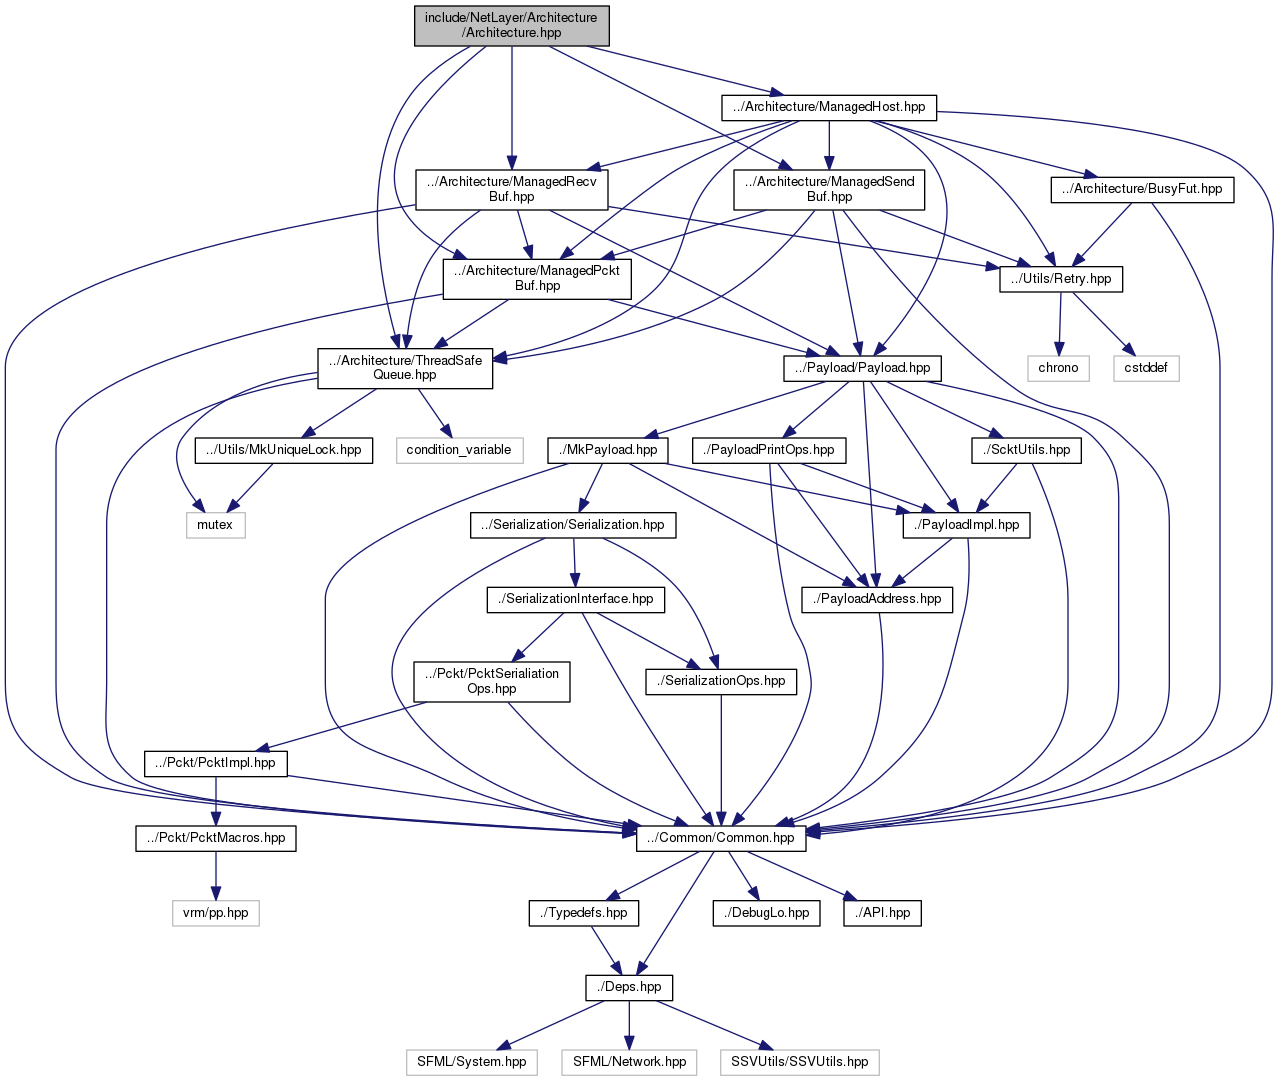 include/NetLayer/Architecture
/Architecture.hpp
../Architecture/ManagedHost.hpp
../Architecture/ManagedRecv
Buf.hpp
../Architecture/ManagedSend
Buf.hpp
../Architecture/BusyFut.hpp
../Architecture/ManagedPckt
Buf.hpp
../Utils/Retry.hpp
../Architecture/ThreadSafe
Queue.hpp
../Payload/Payload.hpp
chrono
cstddef
../Utils/MkUniqueLock.hpp
condition_variable
./MkPayload.hpp
./PayloadPrintOps.hpp
./ScktUtils.hpp
mutex
../Serialization/Serialization.hpp
./PayloadImpl.hpp
./SerializationInterface.hpp
./PayloadAddress.hpp
../Pckt/PcktSerialiation
Ops.hpp
./SerializationOps.hpp
../Pckt/PcktImpl.hpp
../Pckt/PcktMacros.hpp
../Common/Common.hpp
vrm/pp.hpp
./Typedefs.hpp
./DebugLo.hpp
./API.hpp
./Deps.hpp
SFML/System.hpp
SFML/Network.hpp
SSVUtils/SSVUtils.hpp